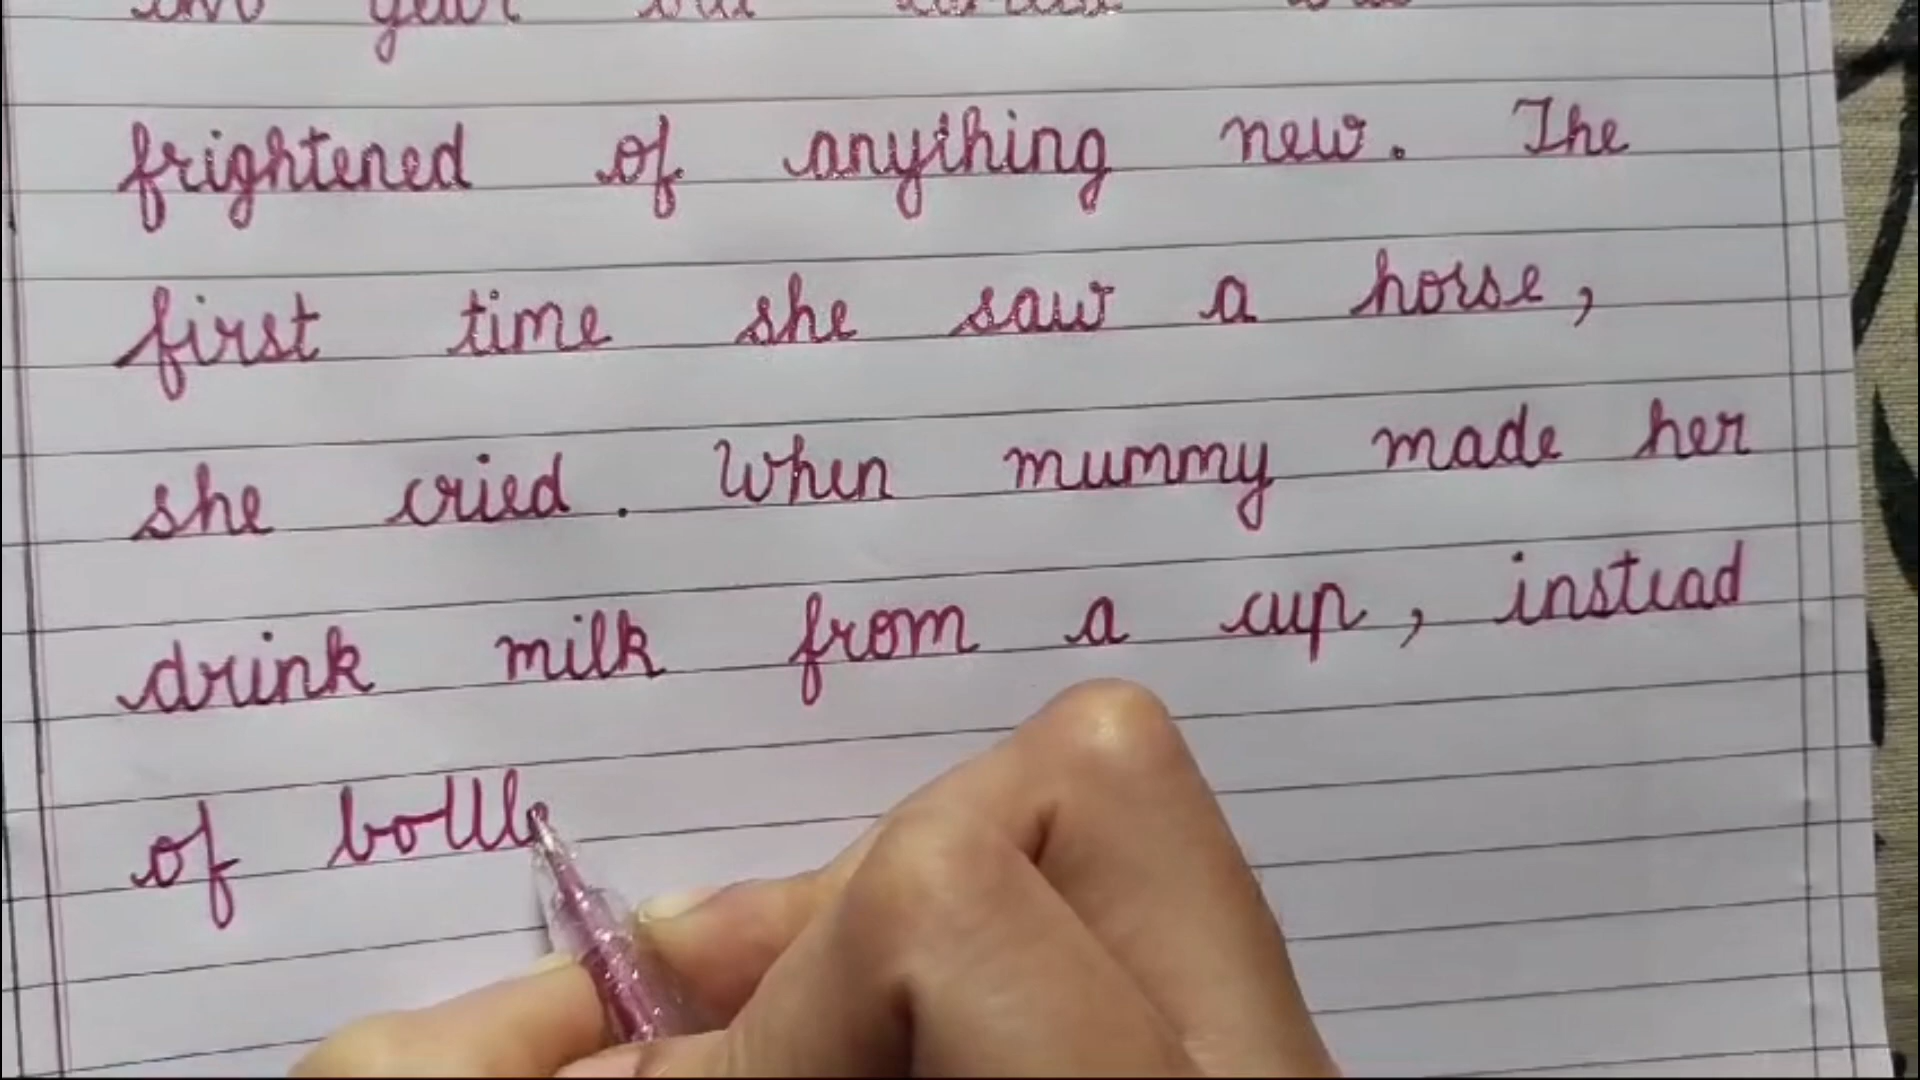 frightened of anything new. The
first time she saw a horse,
she cried. When mummy made her
drink milk from a cup, instead
of bottle